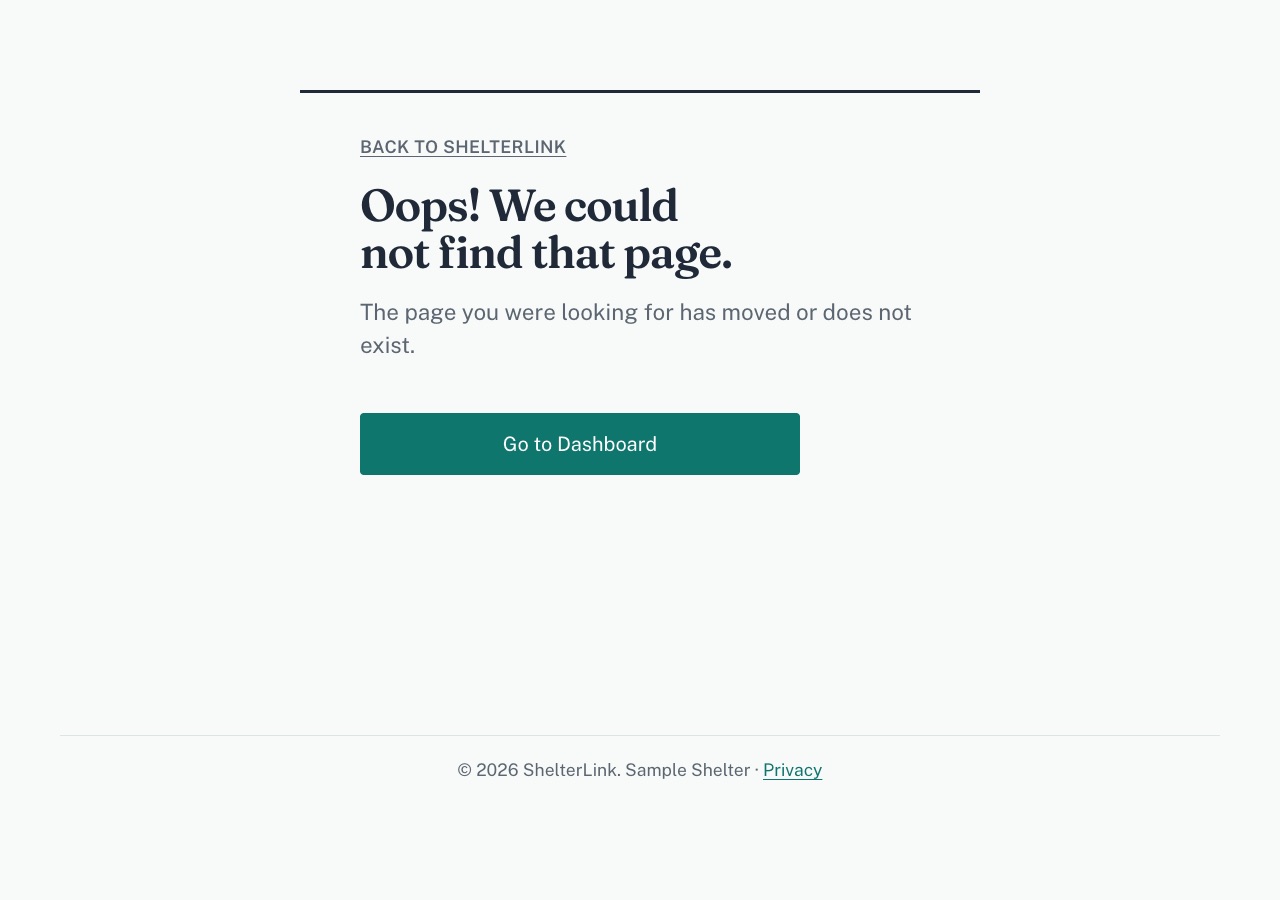 BACK TO SHELTERLINK
Oops! We could
not find that page.
The page you were looking for has moved or does not
exist.
Go to Dashboard
© 2026 ShelterLink. Sample Shelter · Privacy